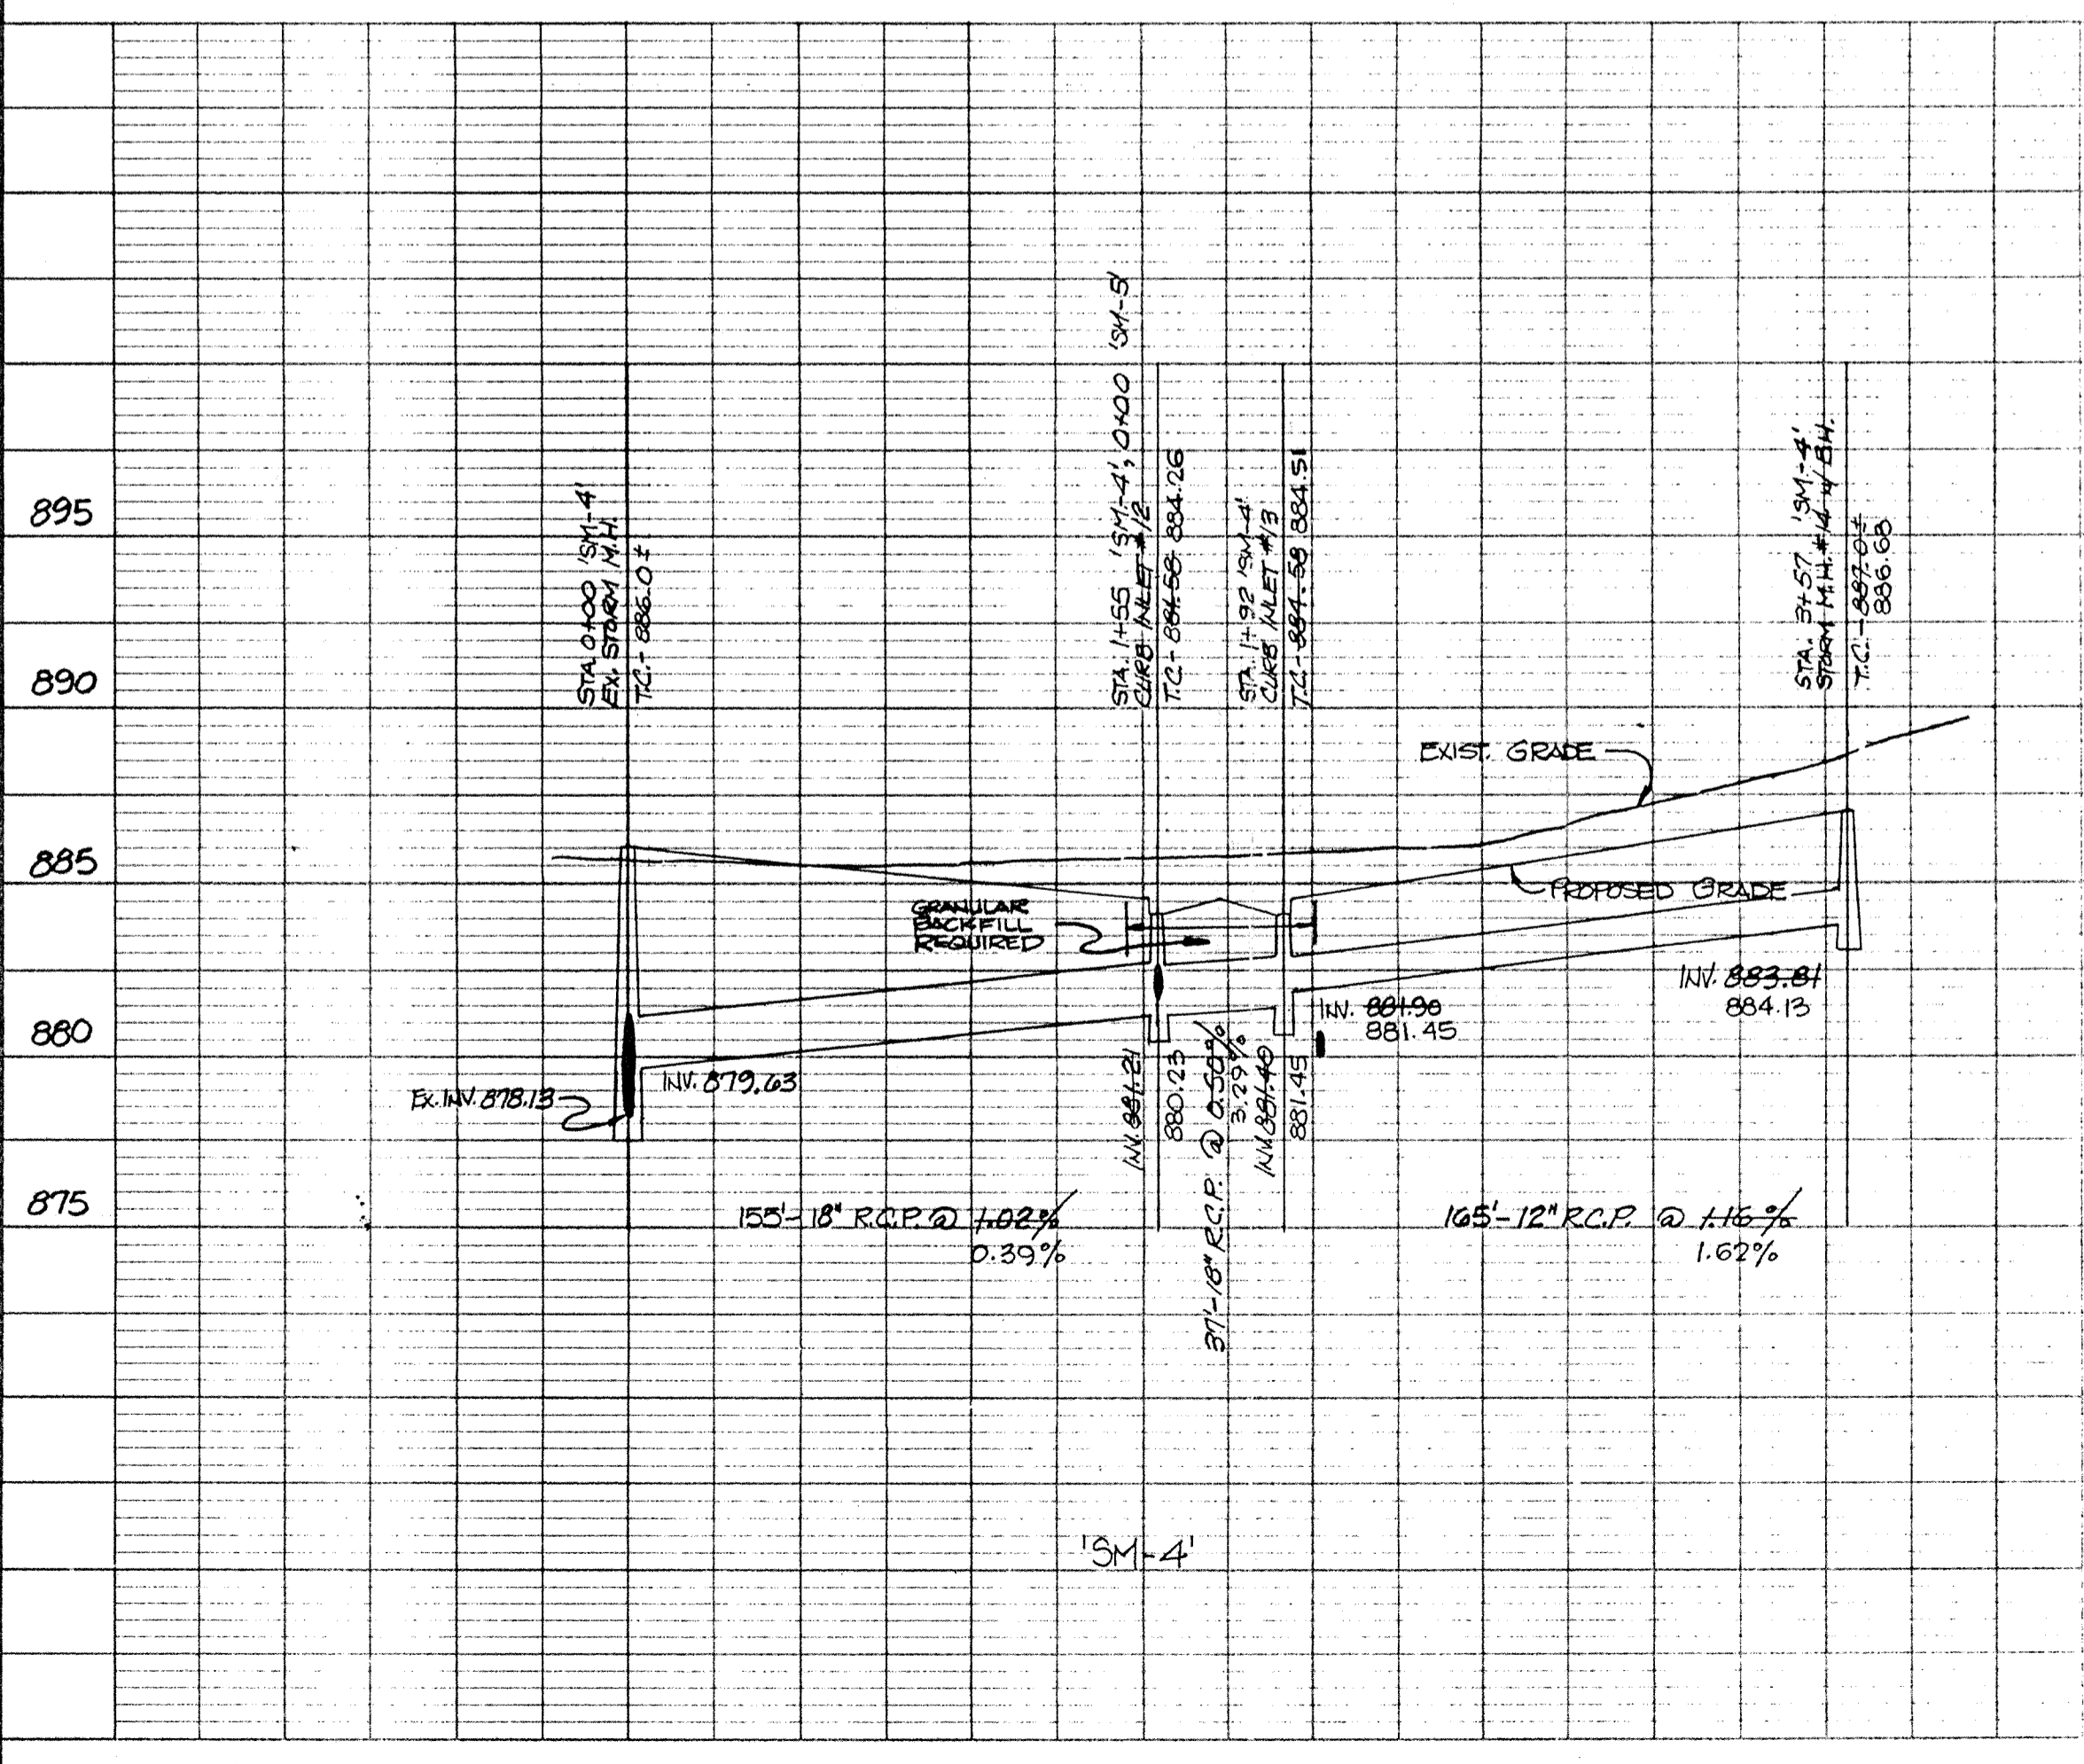 895
890
885
880
875
STA. 0+00 'SM-4'
EX. STORM M.H.
T.C.- 886.0±
STA. 1+55 'SM-4', 0+00 'SM-5'
CURB INLET #12
T.C.- 884.58 884.26
STA. 1+92 'SM-4'
CURB INLET #13
T.C.- 884.58 884.51
STA. 3+57 'SM-4'
STORM M.H. #14 w/ B.H.
T.C.- 887.0±
886.68
EXIST. GRADE
PROPOSED GRADE
GRANULAR
BACKFILL
REQUIRED
EX. INV. 878.13
INV. 879.63
INV. 881.21
880.23
37'-18" R.C.P. @ 0.50%
3.29%
INV. 881.40
881.45
INV. 881.90
881.45
INV. 883.81
884.13
155'-18" R.C.P. @ 1.02%
0.39%
165'-12" R.C.P. @ 1.16%
1.62%
'SM-4'